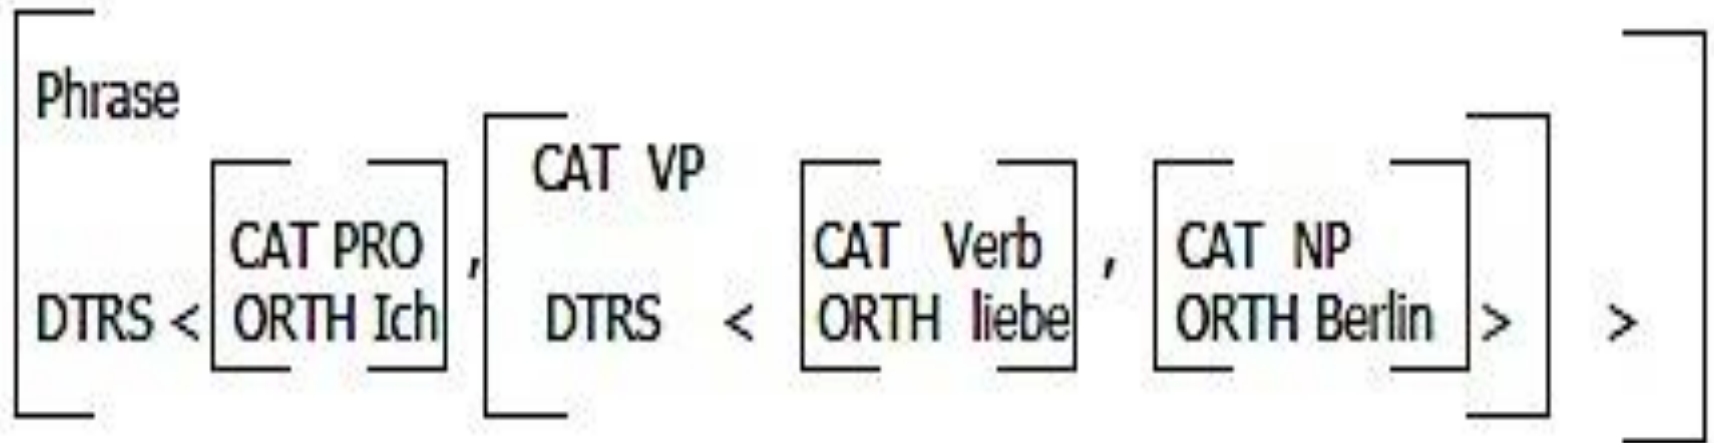 Phrase
CAT VP
CAT PRO , CAT Verb , CAT NP
DTRS < ORTH Ich DTRS < ORTH liebe ORTH Berlin > >